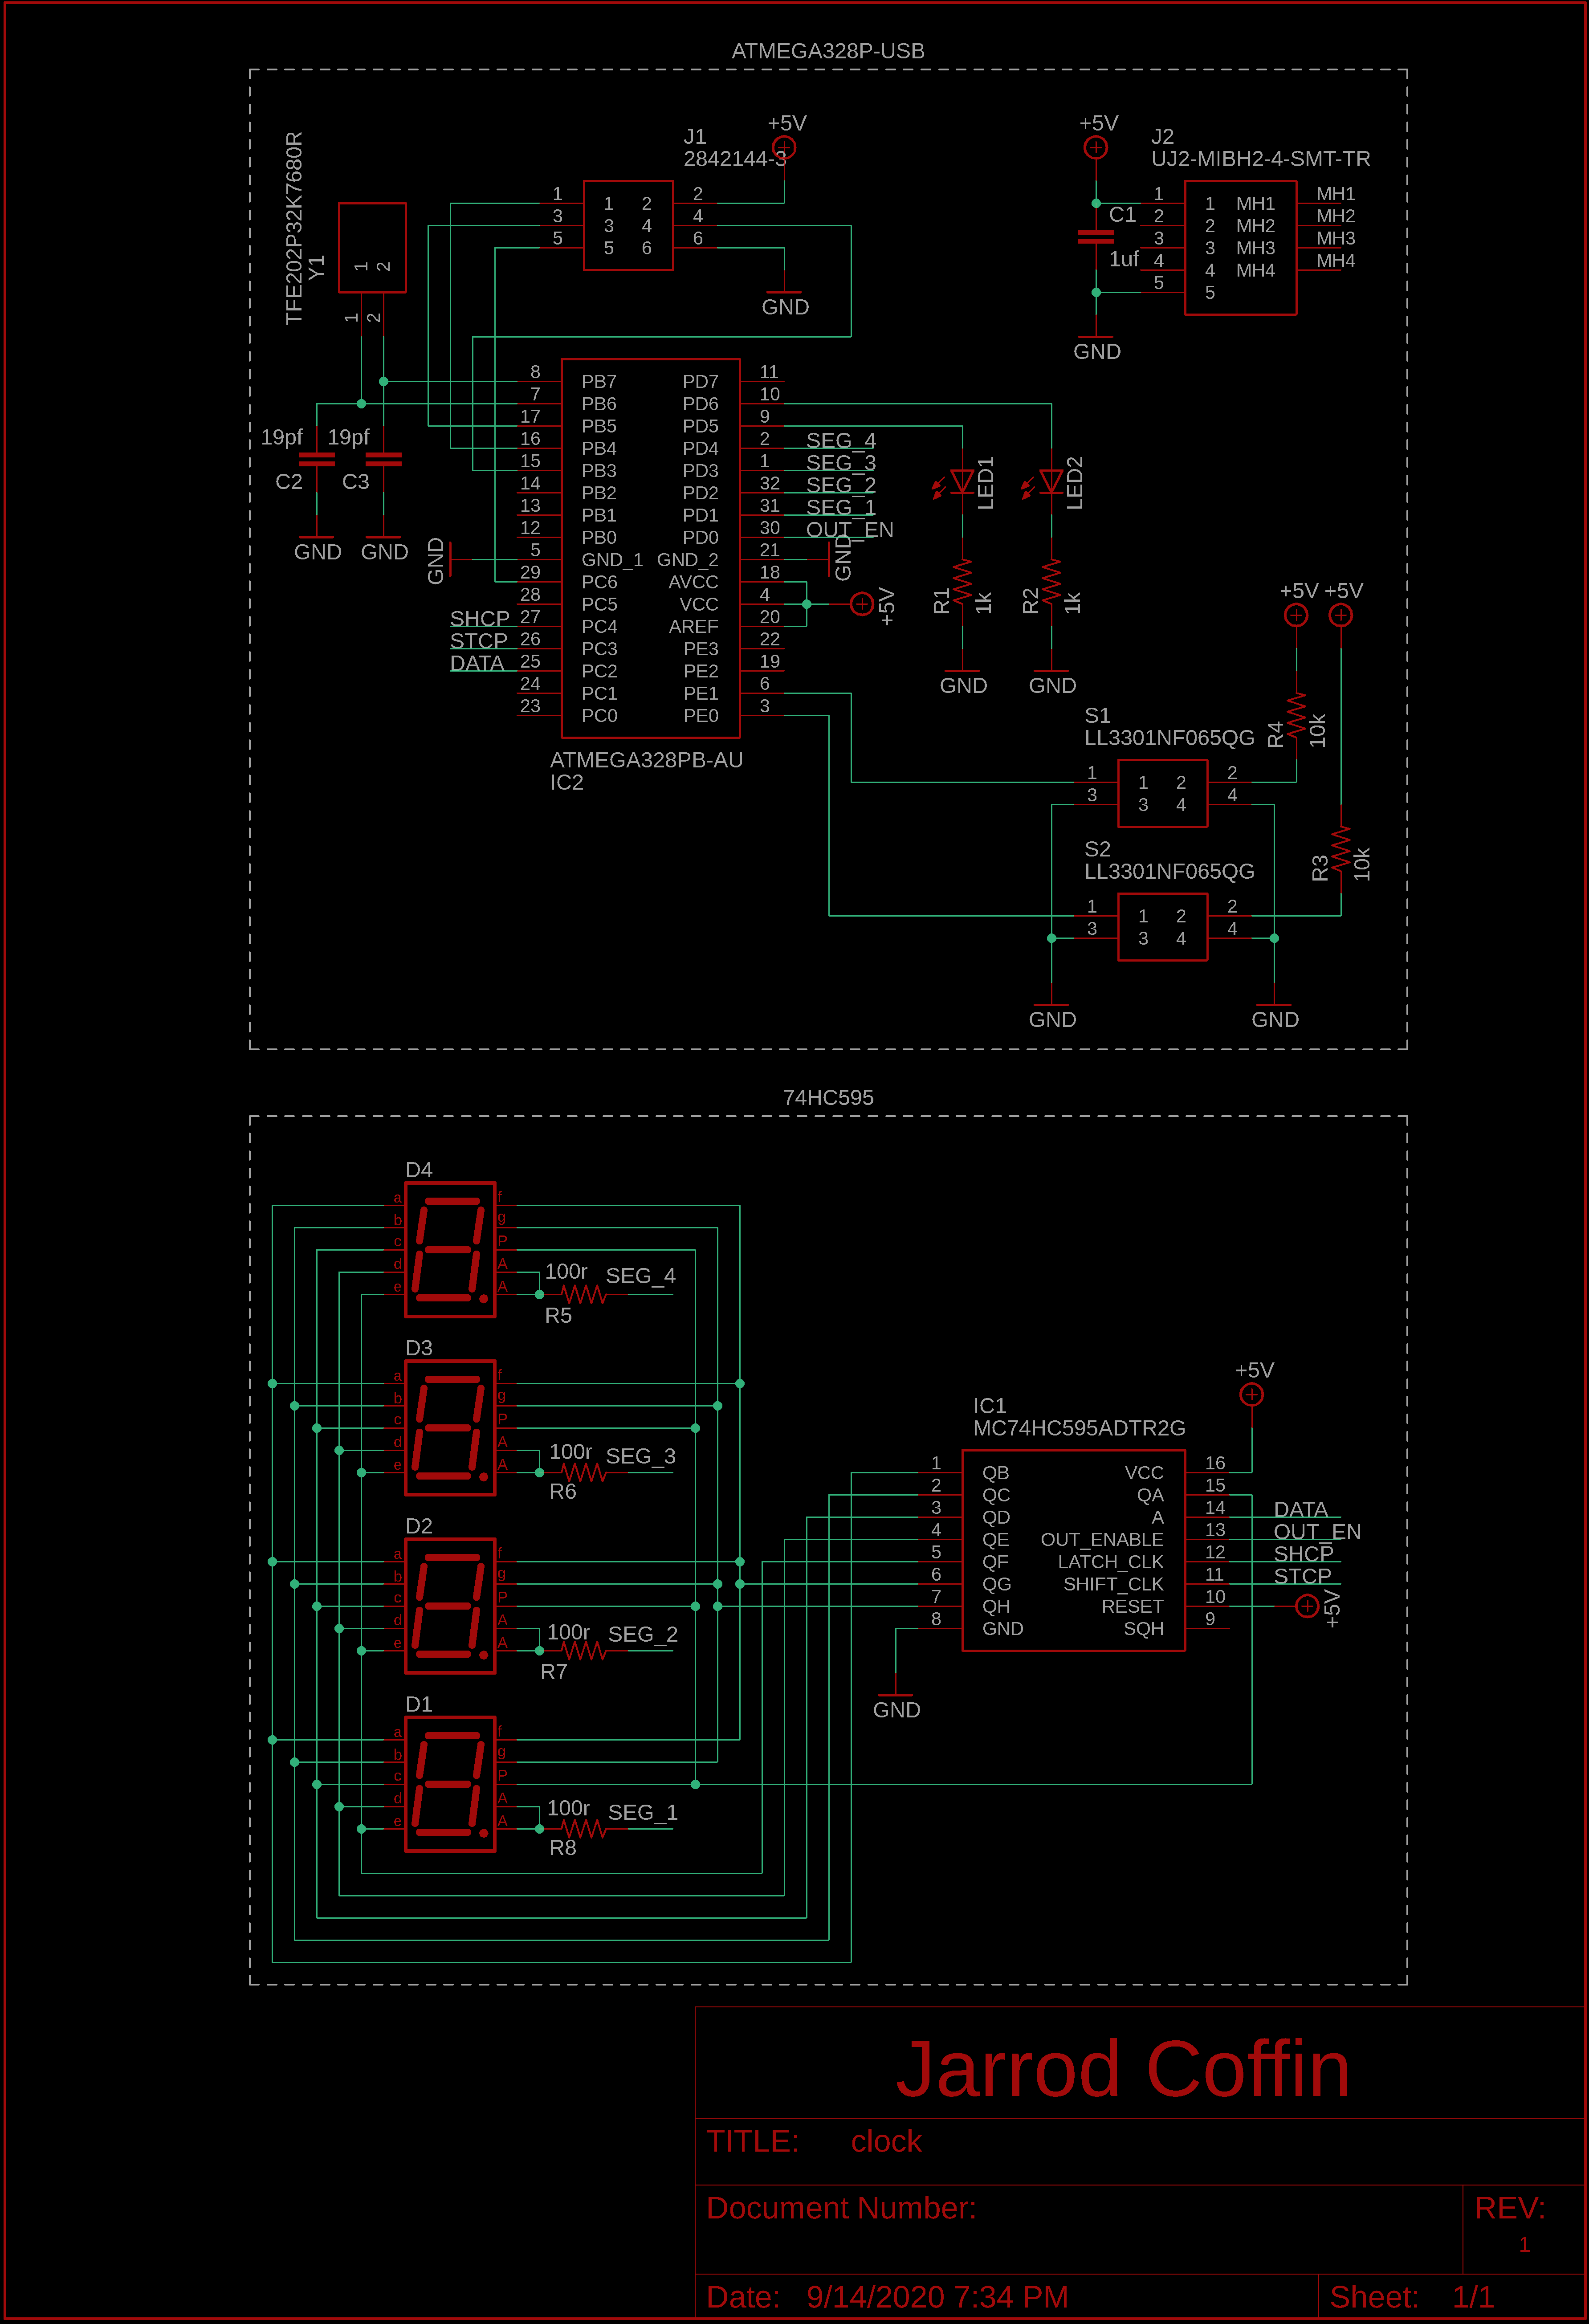 ATMEGA328P-USB
TFE202P32K7680R
Y1
1 2
1 2
J1
2842144-3
+5V
1 1 2 2
3 3 4 4
5 5 6 6
GND
+5V
J2
UJ2-MIBH2-4-SMT-TR
C1
1uf
1 1 MH1 MH1
2 2 MH2 MH2
3 3 MH3 MH3
4 4 MH4 MH4
5 5
GND
19pf 19pf
C2 C3
GND GND
8 PB7 PD7 11
7 PB6 PD6 10
17 PB5 PD5 9
16 PB4 PD4 2 SEG_4
15 PB3 PD3 1 SEG_3
14 PB2 PD2 32 SEG_2
13 PB1 PD1 31 SEG_1
12 PB0 PD0 30 OUT_EN
GND 5 GND_1 GND_2 21 GND
29 PC6 AVCC 18
28 PC5 VCC 4 +5V
SHCP 27 PC4 AREF 20
STCP 26 PC3 PE3 22
DATA 25 PC2 PE2 19
24 PC1 PE1 6
23 PC0 PE0 3
ATMEGA328PB-AU
IC2
LED1 LED2
R1 1k R2 1k
GND GND
+5V +5V
R4 10k
R3 10k
S1
LL3301NF065QG
1 1 2 2
3 3 4 4
S2
LL3301NF065QG
1 1 2 2
3 3 4 4
GND GND
74HC595
D4
a f
b g
c P
d A
e A
100r SEG_4
R5
D3
a f
b g
c P
d A
e A
100r SEG_3
R6
D2
a f
b g
c P
d A
e A
100r SEG_2
R7
D1
a f
b g
c P
d A
e A
100r SEG_1
R8
+5V
IC1
MC74HC595ADTR2G
1 QB VCC 16
2 QC QA 15
3 QD A 14 DATA
4 QE OUT_ENABLE 13 OUT_EN
5 QF LATCH_CLK 12 SHCP
6 QG SHIFT_CLK 11 STCP
7 QH RESET 10 +5V
8 GND SQH 9
GND
Jarrod Coffin
TITLE: clock
Document Number:
REV:
1
Date: 9/14/2020 7:34 PM
Sheet: 1/1